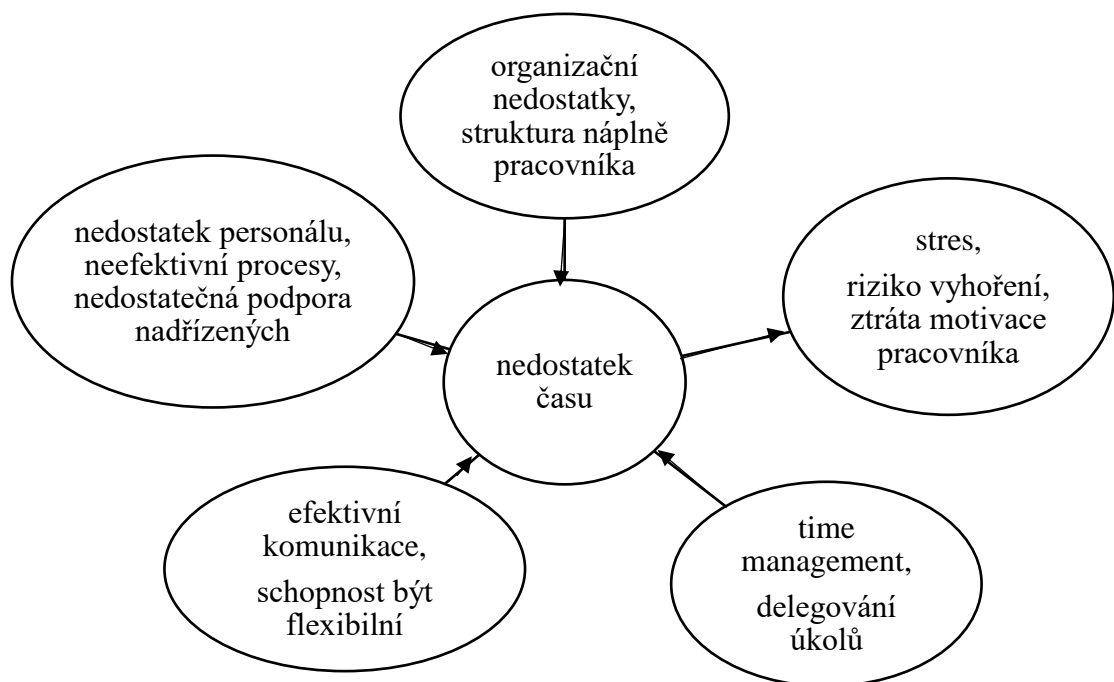 organizační
nedostatky,
struktura náplně
pracovníka
nedostatek personálu,
neefektivní procesy,
nedostatečná podpora
nadřízených
stres,
riziko vyhoření,
ztráta motivace
pracovníka
nedostatek
času
efektivní
komunikace,
schopnost být
flexibilní
time
management,
delegování
úkolů